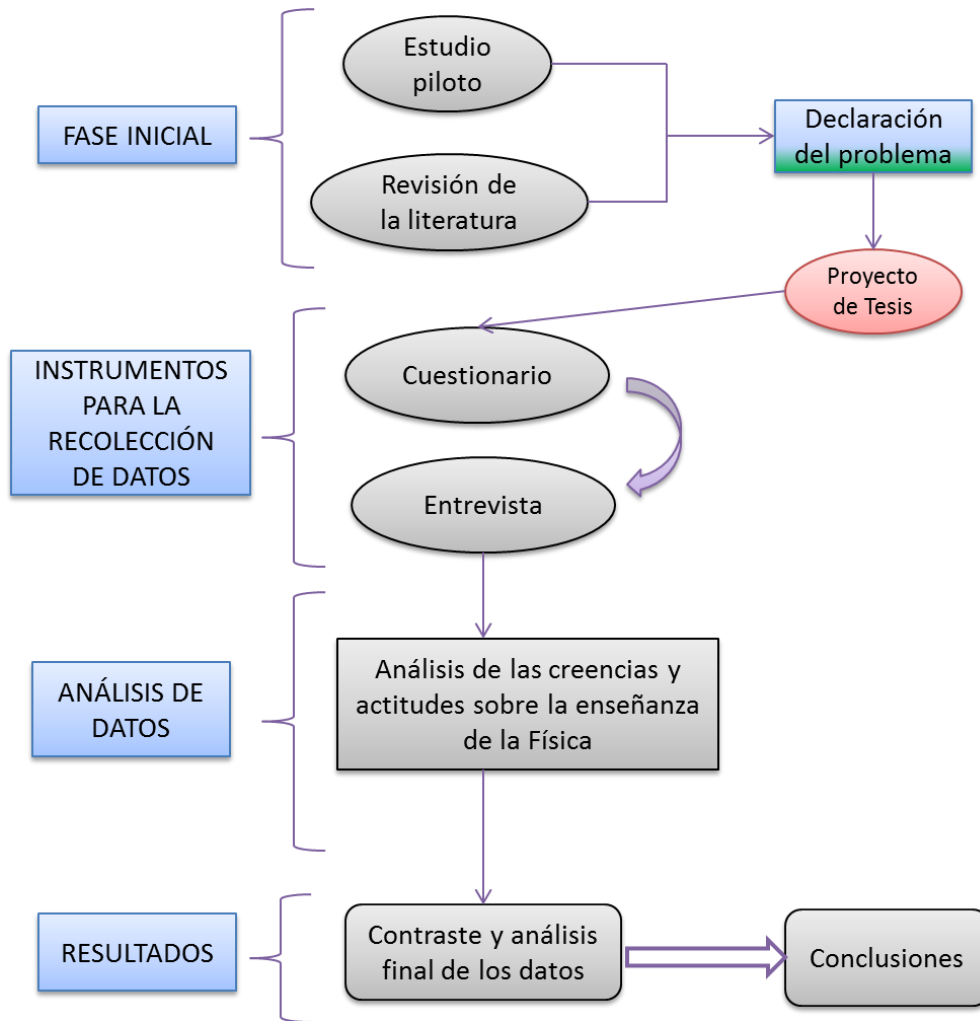 Estudio
piloto
FASE INICIAL
Declaración
del problema
Revisión de
la literatura
Proyecto
de Tesis
INSTRUMENTOS
PARA LA
RECOLECCIÓN
DE DATOS
Cuestionario
Entrevista
ANÁLISIS DE
DATOS
Análisis de las creencias y
actitudes sobre la enseñanza
de la Física
RESULTADOS
Contraste y análisis
final de los datos
Conclusiones